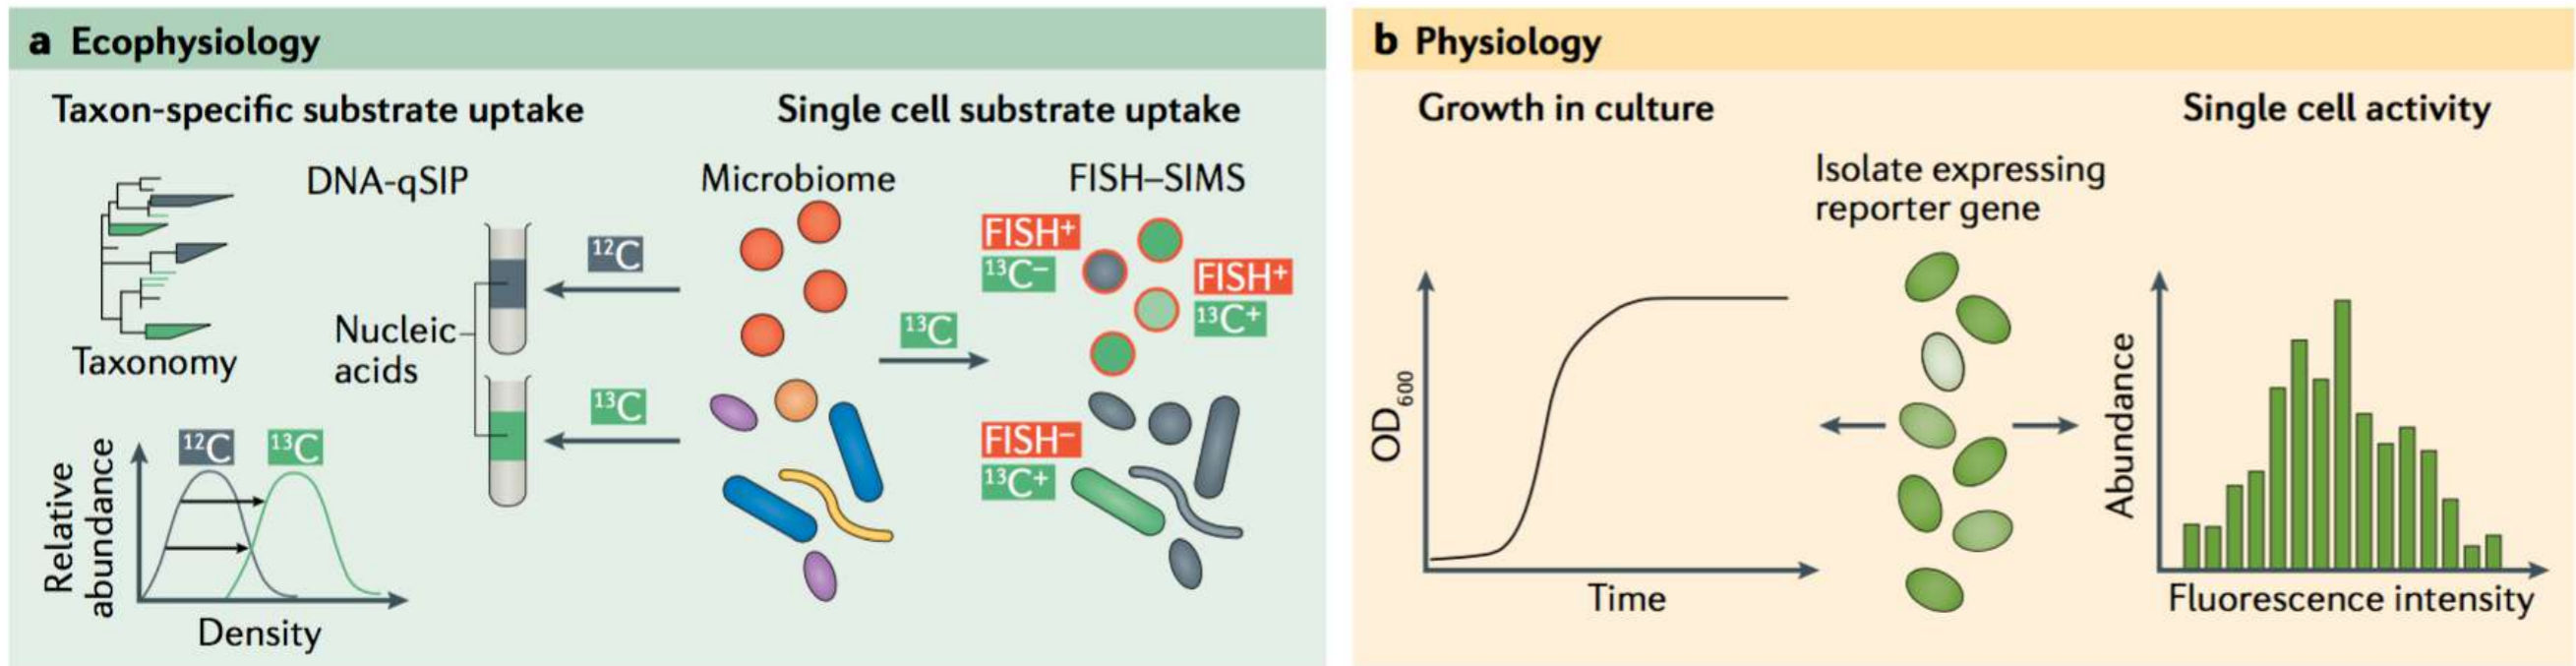 a Ecophysiology
Taxon-specific substrate uptake
Single cell substrate uptake
DNA-qSIP
Microbiome
FISH–SIMS
Taxonomy
Nucleic
acids
¹²C
¹³C
¹²C
¹³C
Relative
abundance
Density
¹³C
FISH⁺
¹³C⁻
FISH⁺
¹³C⁺
FISH⁻
¹³C⁺
b Physiology
Growth in culture
Single cell activity
Isolate expressing
reporter gene
OD₆₀₀
Time
Abundance
Fluorescence intensity